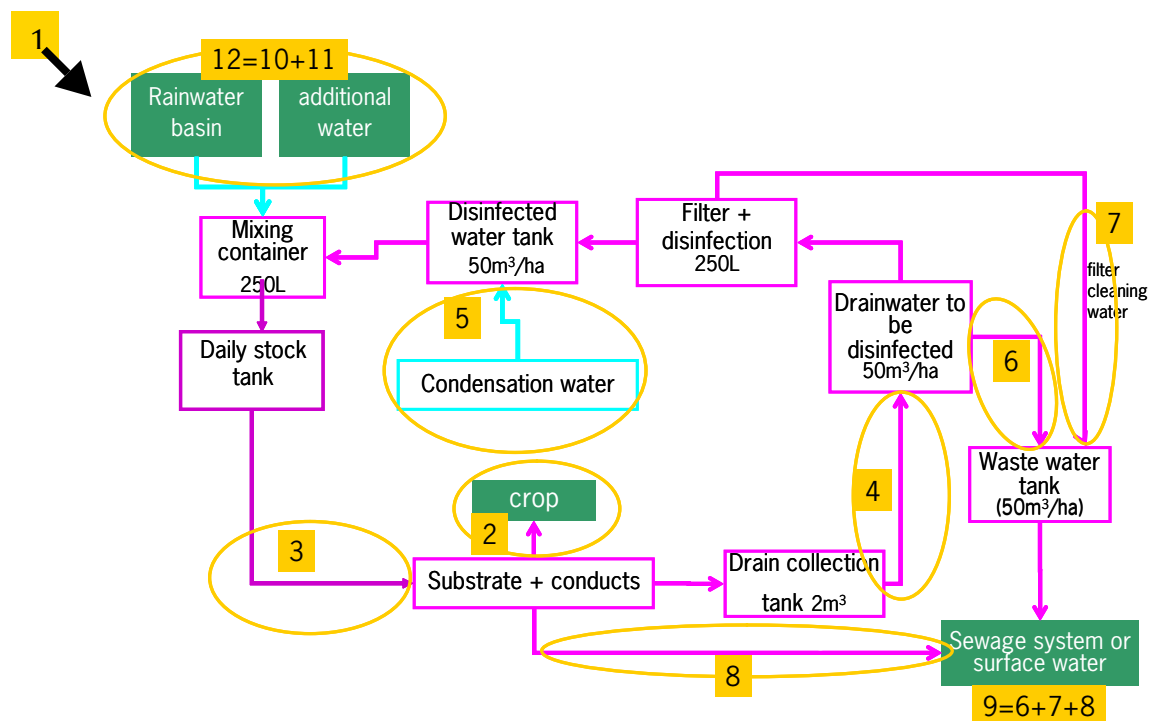 1
12=10+11
Rainwater
basin
additional
water
Mixing
container
250L
Disinfected
water tank
50m³/ha
Filter +
disinfection
250L
7
filter
cleaning
water
5
Condensation water
Drainwater to
be
disinfected
50m³/ha
6
Daily stock
tank
Waste water
tank
(50m³/ha)
4
crop
2
3
Substrate + conducts
Drain collection
tank 2m³
8
Sewage system or
surface water
9=6+7+8